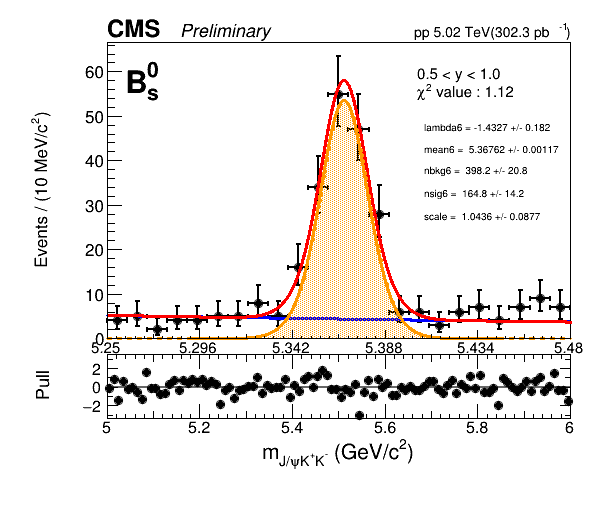 CMS Preliminary pp 5.02 TeV(302.3 pb⁻¹)
B⁰ₛ
0.5 < y < 1.0
χ² value : 1.12
lambda6 = -1.4327 +/- 0.182
mean6 = 5.36762 +/- 0.00117
nbkg6 = 398.2 +/- 20.8
nsig6 = 164.8 +/- 14.2
scale = 1.0436 +/- 0.0877
Events / (10 MeV/c²)
60
50
40
30
20
10
0
5.25 5.296 5.342 5.388 5.434 5.48
Pull
2
0
−2
5 5.2 5.4 5.6 5.8 6
m_J/ψK⁺K⁻ (GeV/c²)